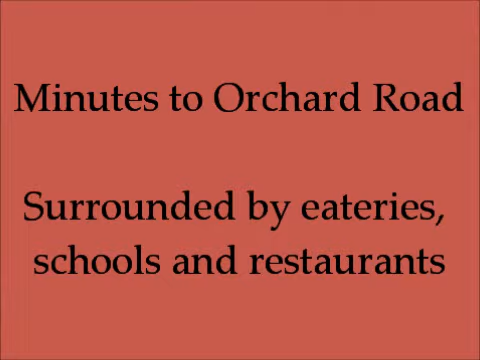 Minutes to Orchard Road
Surrounded by eateries,
schools and restaurants